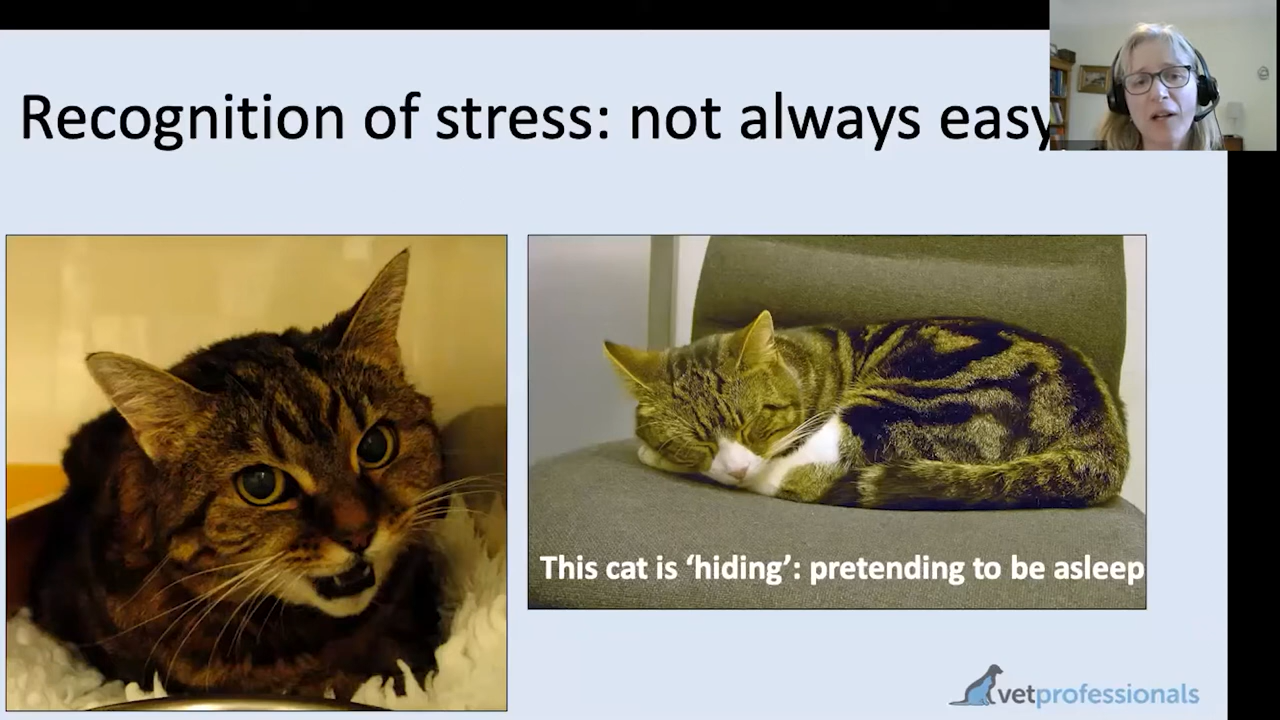 Recognition of stress: not always easy
This cat is ‘hiding’: pretending to be asleep
vetprofessionals